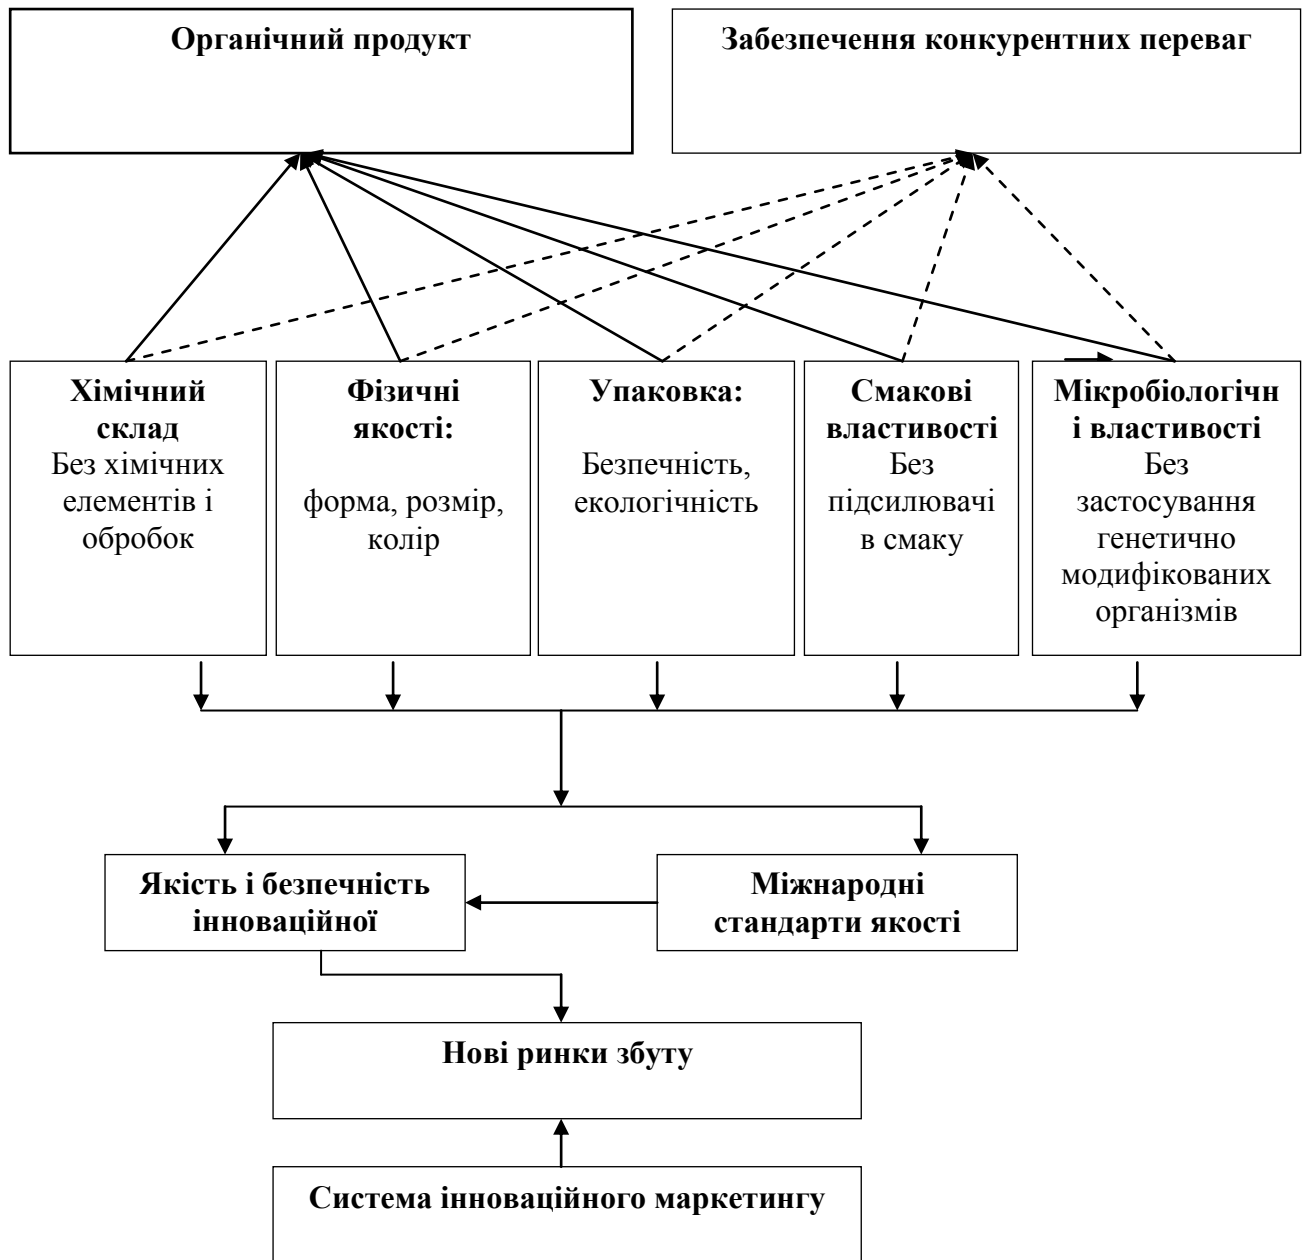 Органічний продукт
Забезпечення конкурентних переваг
Хімічний
склад
Без хімічних
елементів і
обробок
Фізичні
якості:
форма, розмір,
колір
Упаковка:
Безпечність,
екологічність
Смакові
властивості
Без
підсилювачі
в смаку
Мікробіологічн
і властивості
Без
застосування
генетично
модифікованих
організмів
Якість і безпечність
інноваційної
Міжнародні
стандарти якості
Нові ринки збуту
Система інноваційного маркетингу